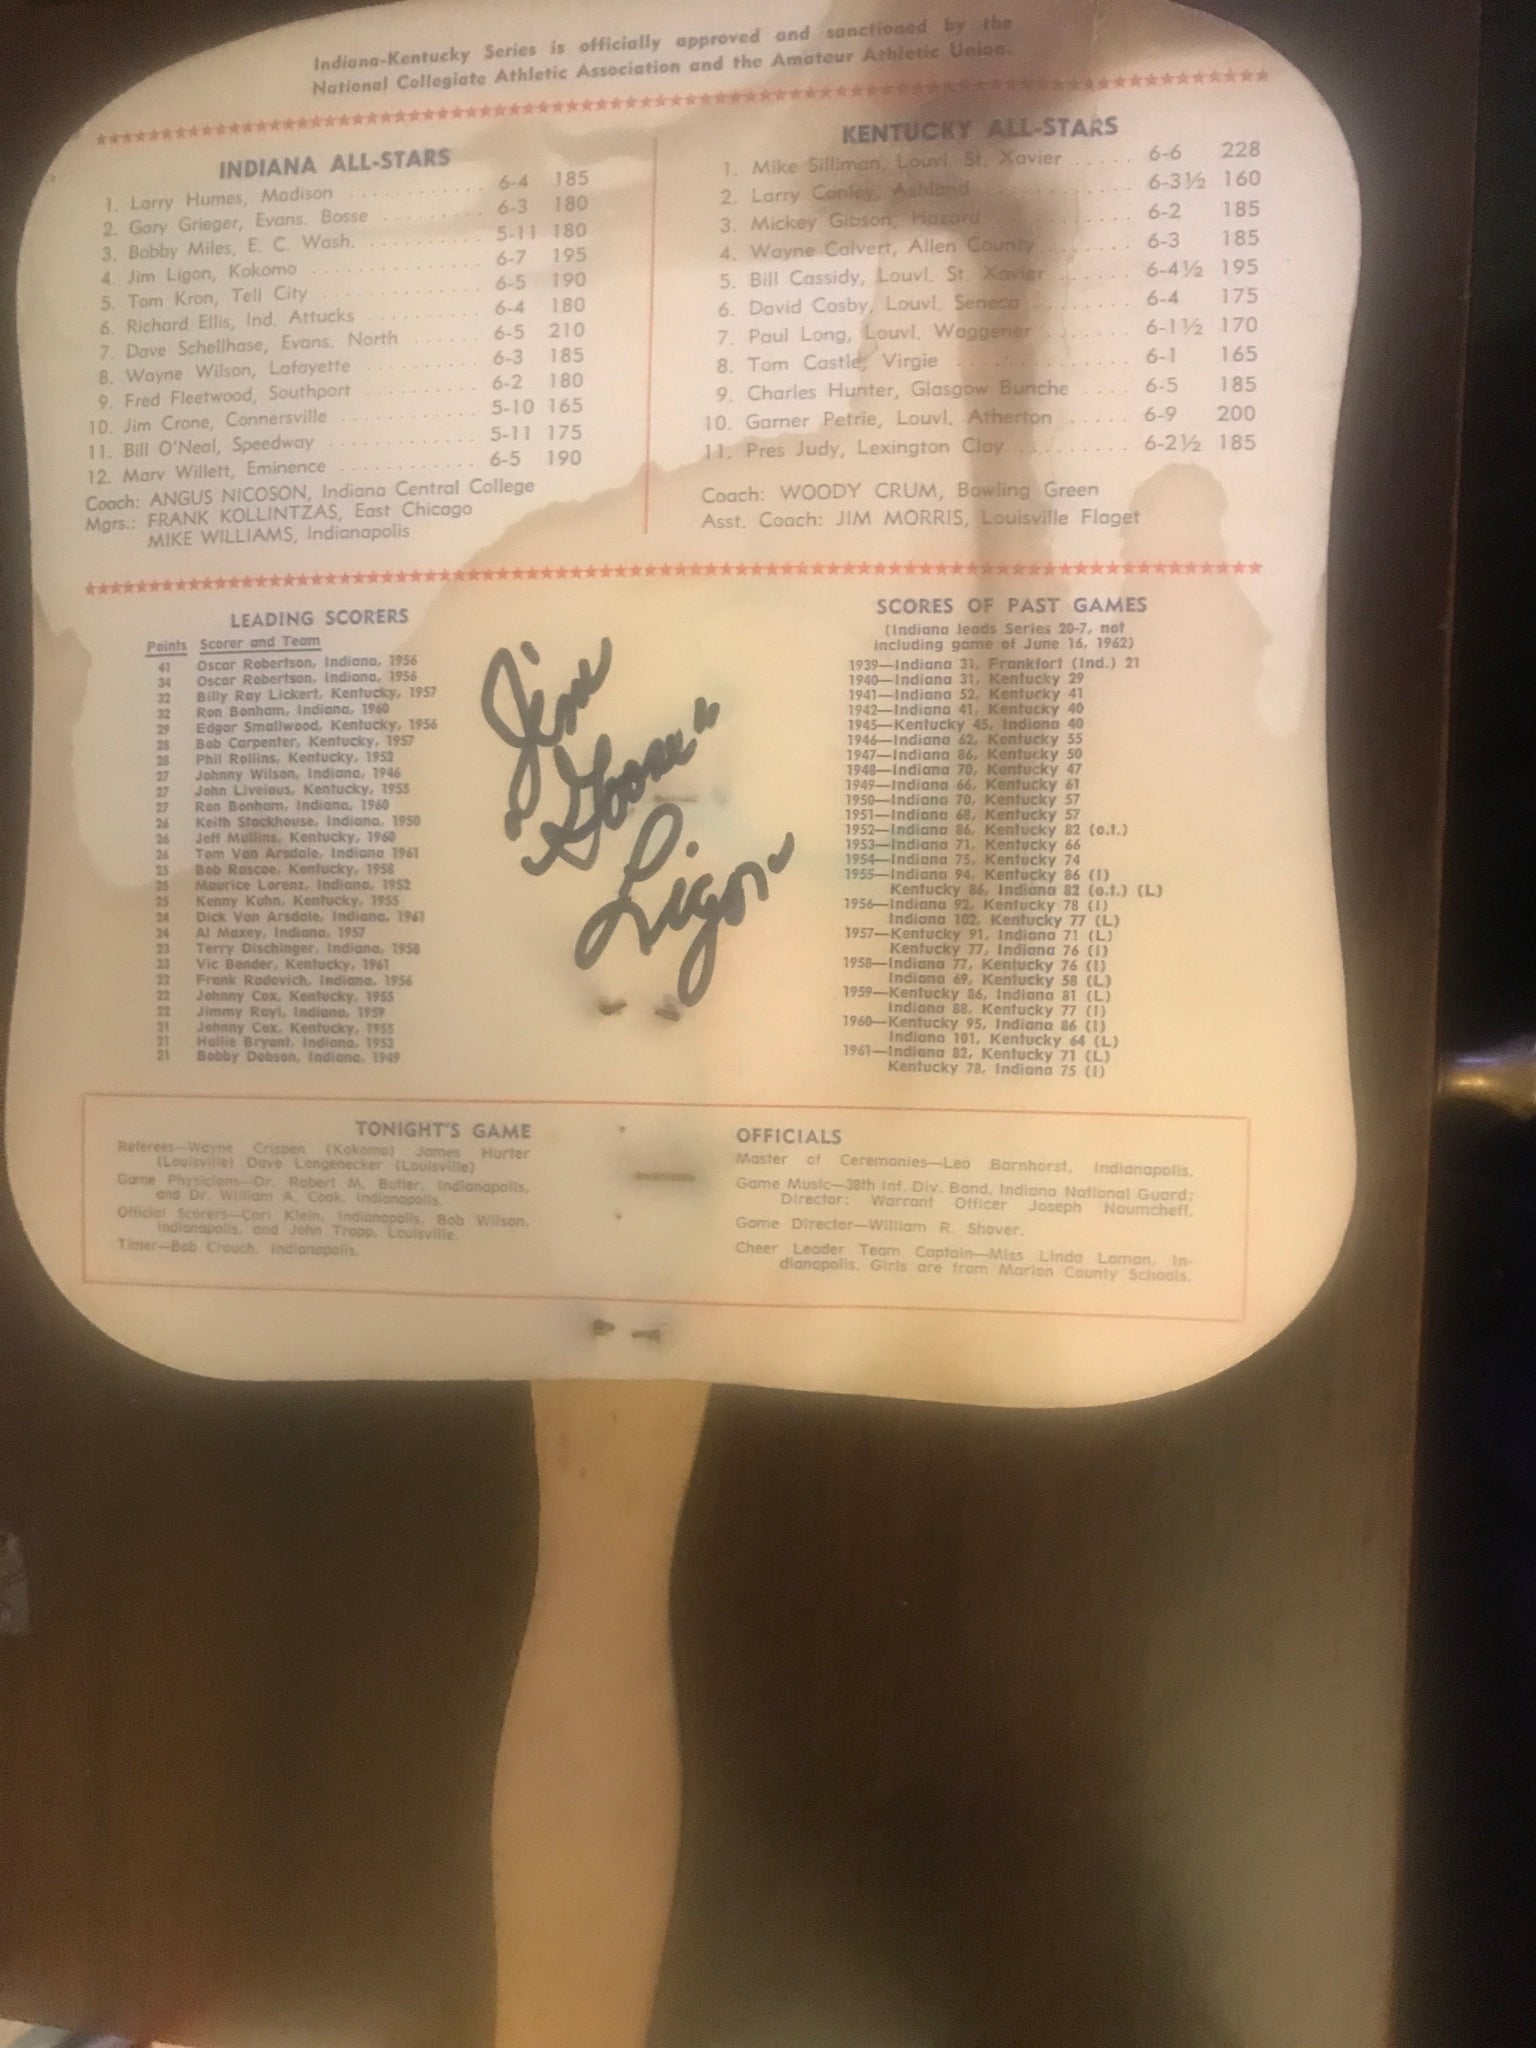 Indiana-Kentucky Series is officially approved and sanctioned by the
National Collegiate Athletic Association and the Amateur Athletic Union.
INDIANA ALL-STARS
1. Larry Humes, Madison . . . . . . . . . . . 6-4 185
2. Gary Grieger, Evans. Bosse . . . . . . . . . 6-3 180
3. Bobby Miles, E. C. Wash. . . . . . . . . . . 5-11 180
4. Jim Ligon, Kokomo . . . . . . . . . . . . . . 6-7 195
5. Tom Kron, Tell City . . . . . . . . . . . . . 6-5 190
6. Richard Ellis, Ind. Attucks . . . . . . . . . . 6-4 180
7. Dave Schellhase, Evans. North . . . . . . 6-5 210
8. Wayne Wilson, Lafayette . . . . . . . . . . 6-3 185
9. Fred Fleetwood, Southport . . . . . . . . . 6-2 180
10. Jim Crone, Connersville . . . . . . . . . . . 5-10 165
11. Bill O'Neal, Speedway . . . . . . . . . . . . 5-11 175
12. Marv Willett, Eminence . . . . . . . . . . . 6-5 190
Coach: ANGUS NICOSON, Indiana Central College
Mgrs.: FRANK KOLLINTZAS, East Chicago
MIKE WILLIAMS, Indianapolis
KENTUCKY ALL-STARS
1. Mike Silliman, Louvl. St. Xavier . . . . . 6-6 228
2. Larry Conley, Ashland . . . . . . . . . . . . 6-3½ 160
3. Mickey Gibson, Hazard . . . . . . . . . . . . 6-2 185
4. Wayne Calvert, Allen County . . . . . . . 6-3 185
5. Bill Cassidy, Louvl. St. Xavier . . . . . . 6-4½ 195
6. David Cosby, Louvl. Seneca . . . . . . . . 6-4 175
7. Paul Long, Louvl. Waggener . . . . . . . 6-1½ 170
8. Tom Castle, Virgie . . . . . . . . . . . . . . 6-1 165
9. Charles Hunter, Glasgow Bunche . . . . 6-5 185
10. Garner Petrie, Louvl. Atherton . . . . . 6-9 200
11. Pres Judy, Lexington Clay . . . . . . . . . 6-2½ 185
Coach: WOODY CRUM, Bowling Green
Asst. Coach: JIM MORRIS, Louisville Flaget
LEADING SCORERS
Points Scorer and Team
41 Oscar Robertson, Indiana, 1956
34 Oscar Robertson, Indiana, 1956
32 Billy Ray Lickert, Kentucky, 1957
32 Ron Bonham, Indiana, 1960
29 Edgar Smallwood, Kentucky, 1956
28 Bob Carpenter, Kentucky, 1957
28 Phil Rollins, Kentucky, 1952
27 Johnny Wilson, Indiana, 1946
27 John Liveious, Kentucky, 1955
27 Ron Bonham, Indiana, 1960
26 Keith Stackhouse, Indiana, 1950
26 Jeff Mullins, Kentucky, 1960
26 Tom Van Arsdale, Indiana 1961
25 Bob Rascoe, Kentucky, 1958
25 Maurice Lorenz, Indiana, 1952
25 Kenny Kuhn, Kentucky, 1955
24 Dick Van Arsdale, Indiana, 1961
24 Al Maxey, Indiana, 1957
23 Terry Dischinger, Indiana, 1958
23 Vic Bender, Kentucky, 1961
22 Frank Radovich, Indiana, 1956
22 Johnny Cox, Kentucky, 1955
22 Jimmy Rayl, Indiana, 1959
21 Johnny Cox, Kentucky, 1955
21 Hallie Bryant, Indiana, 1953
21 Bobby Dobson, Indiana, 1949
Jim
"Goose"
Ligon
SCORES OF PAST GAMES
(Indiana leads Series 20-7, not
including game of June 16, 1962)
1939—Indiana 31, Frankfort (Ind.) 21
1940—Indiana 31, Kentucky 29
1941—Indiana 52, Kentucky 41
1942—Indiana 41, Kentucky 40
1945—Kentucky 45, Indiana 40
1946—Indiana 62, Kentucky 55
1947—Indiana 86, Kentucky 50
1948—Indiana 70, Kentucky 47
1949—Indiana 66, Kentucky 61
1950—Indiana 70, Kentucky 57
1951—Indiana 68, Kentucky 57
1952—Indiana 86, Kentucky 82 (o.t.)
1953—Indiana 71, Kentucky 66
1954—Indiana 75, Kentucky 74
1955—Indiana 94, Kentucky 86 (I)
Kentucky 86, Indiana 82 (o.t.) (L)
1956—Indiana 92, Kentucky 78 (I)
Indiana 102, Kentucky 77 (L)
1957—Kentucky 91, Indiana 71 (L)
Kentucky 77, Indiana 76 (I)
1958—Indiana 77, Kentucky 76 (I)
Indiana 69, Kentucky 58 (L)
1959—Kentucky 86, Indiana 81 (L)
Indiana 88, Kentucky 77 (I)
1960—Kentucky 95, Indiana 86 (I)
Indiana 101, Kentucky 64 (L)
1961—Indiana 82, Kentucky 71 (L)
Kentucky 78, Indiana 75 (I)
TONIGHT'S GAME
Referees—Wayne Crispen (Kokomo) James Hurter
(Louisville) Dave Longenecker (Louisville)
Game Physicians—Dr. Robert M. Butler, Indianapolis,
and Dr. William A. Cook, Indianapolis.
Official Scorers—Carl Klein, Indianapolis, Bob Wilson,
Indianapolis, and John Trapp, Louisville.
Timer—Bob Crouch, Indianapolis.
OFFICIALS
Master of Ceremonies—Leo Barnhorst, Indianapolis.
Game Music—38th Inf. Div. Band, Indiana National Guard;
Director: Warrant Officer Joseph Naumcheff.
Game Director—William R. Shover.
Cheer Leader Team Captain—Miss Linda Loman, In-
dianapolis. Girls are from Marion County Schools.